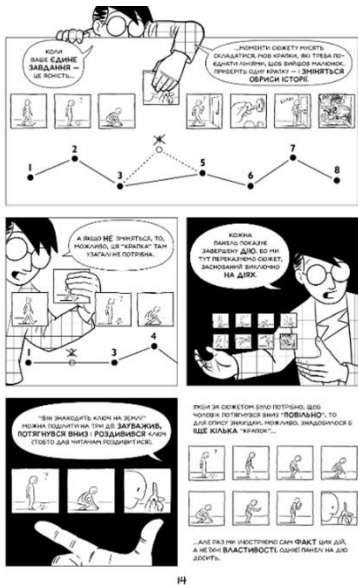 КОЛИ
ВАШЕ ЄДИНЕ
ЗАВДАННЯ —
ЦЕ ЯСНІСТЬ...
...МОМЕНТИ СЮЖЕТУ МУСЯТЬ
СКЛАДАТИСЯ, МОВ КРАПКИ, ЯКІ ТРЕБА ПО-
ЄДНАТИ ЛІНІЯМИ, ЩОБ ВИЙШОВ МАЛЮНОК.
ПРИБЕРІТЬ ОДНУ КРАПКУ — І ЗМІНЯТЬСЯ
ОБРИСИ ІСТОРІЇ.
1
2
3
4
5
6
7
8
А ЯКЩО НЕ ЗМІНЯТЬСЯ, ТО,
МОЖЛИВО, ЦЯ "КРАПКА" ТАМ
УЗАГАЛІ НЕ ПОТРІБНА.
1
2
3
4
КОЖНА
ПАНЕЛЬ ПОКАЗУЄ
ЗАВЕРШЕНУ ДІЮ, БО МИ
ТУТ ПЕРЕКАЗУЄМО СЮЖЕТ,
ЗАСНОВАНИЙ ВИКЛЮЧНО
НА ДІЯХ.
"ВІН ЗНАХОДИТЬ КЛЮЧ НА ЗЕМЛІ"
МОЖНА ПОДІЛИТИ НА ТРИ ДІЇ: ЗАУВАЖИВ,
ПОТЯГНУВСЯ ВНИЗ І РОЗДИВИВСЯ КЛЮЧ
(ТОБТО ДАВ ЧИТАЧАМ РОЗДИВИТИСЯ).
ЯКБИ ЗА СЮЖЕТОМ БУЛО ПОТРІБНО, ЩОБ
ЧОЛОВІК ПОТЯГНУВСЯ ВНИЗ "ПОВІЛЬНО", ТО
ДЛЯ ОПИСУ ЗНАХІДКИ, МОЖЛИВО, ЗНАДОБИЛОСЯ Б
ЩЕ КІЛЬКА "КРАПОК"...
...АЛЕ РАЗ МИ ІЛЮСТРУЄМО САМ ФАКТ ЦИХ ДІЙ,
А НЕ ЇХНІ ВЛАСТИВОСТІ, ОДНІЄЇ ПАНЕЛІ НА ДІЮ
ДОСИТЬ.
14